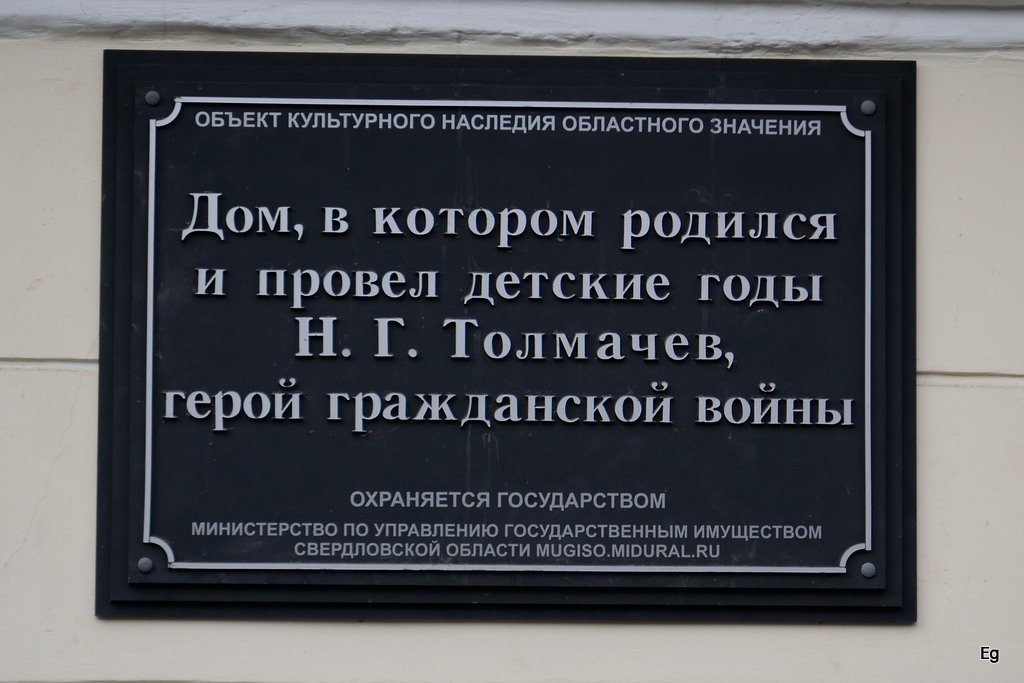 ОБЪЕКТ КУЛЬТУРНОГО НАСЛЕДИЯ ОБЛАСТНОГО ЗНАЧЕНИЯ
Дом, в котором родился
и провел детские годы
Н. Г. Толмачев,
герой гражданской войны
ОХРАНЯЕТСЯ ГОСУДАРСТВОМ
МИНИСТЕРСТВО ПО УПРАВЛЕНИЮ ГОСУДАРСТВЕННЫМ ИМУЩЕСТВОМ
СВЕРДЛОВСКОЙ ОБЛАСТИ MUGISO.MIDURAL.RU
Eg